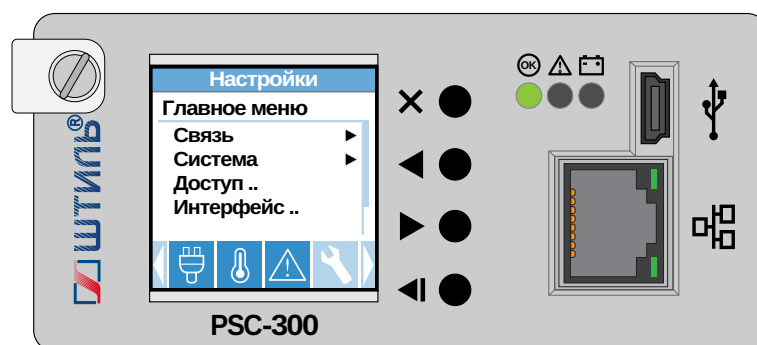 Настройки
Главное меню
Связь
Система
Доступ ..
Интерфейс ..
OK
ШТИЛЬ®
PSC-300